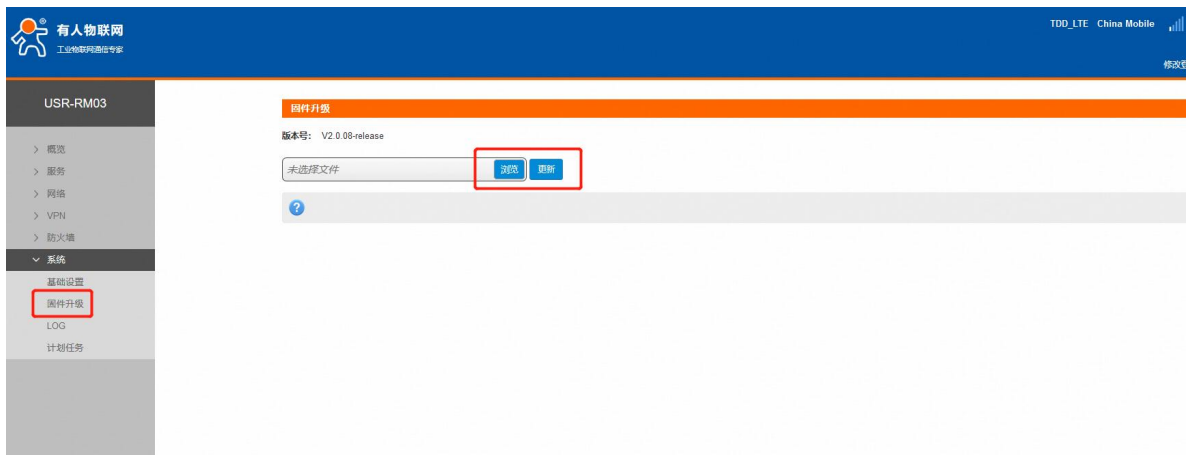 有人物联网
工业物联网通信专家
TDD_LTE China Mobile
修改登
USR-RM03
概览
服务
网络
VPN
防火墙
系统
基础设置
固件升级
LOG
计划任务
固件升级
版本号: V2.0.08-release
未选择文件 浏览 更新